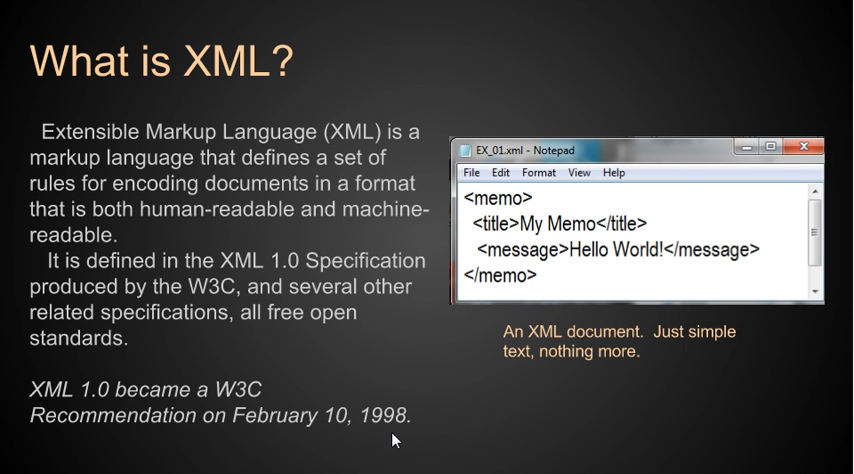 What is XML?
Extensible Markup Language (XML) is a
markup language that defines a set of
rules for encoding documents in a format
that is both human-readable and machine-
readable.
It is defined in the XML 1.0 Specification
produced by the W3C, and several other
related specifications, all free open
standards.
XML 1.0 became a W3C
Recommendation on February 10, 1998.
EX_01.xml - Notepad
File Edit Format View Help
<memo>
<title>My Memo</title>
<message>Hello World!</message>
</memo>
An XML document. Just simple
text, nothing more.